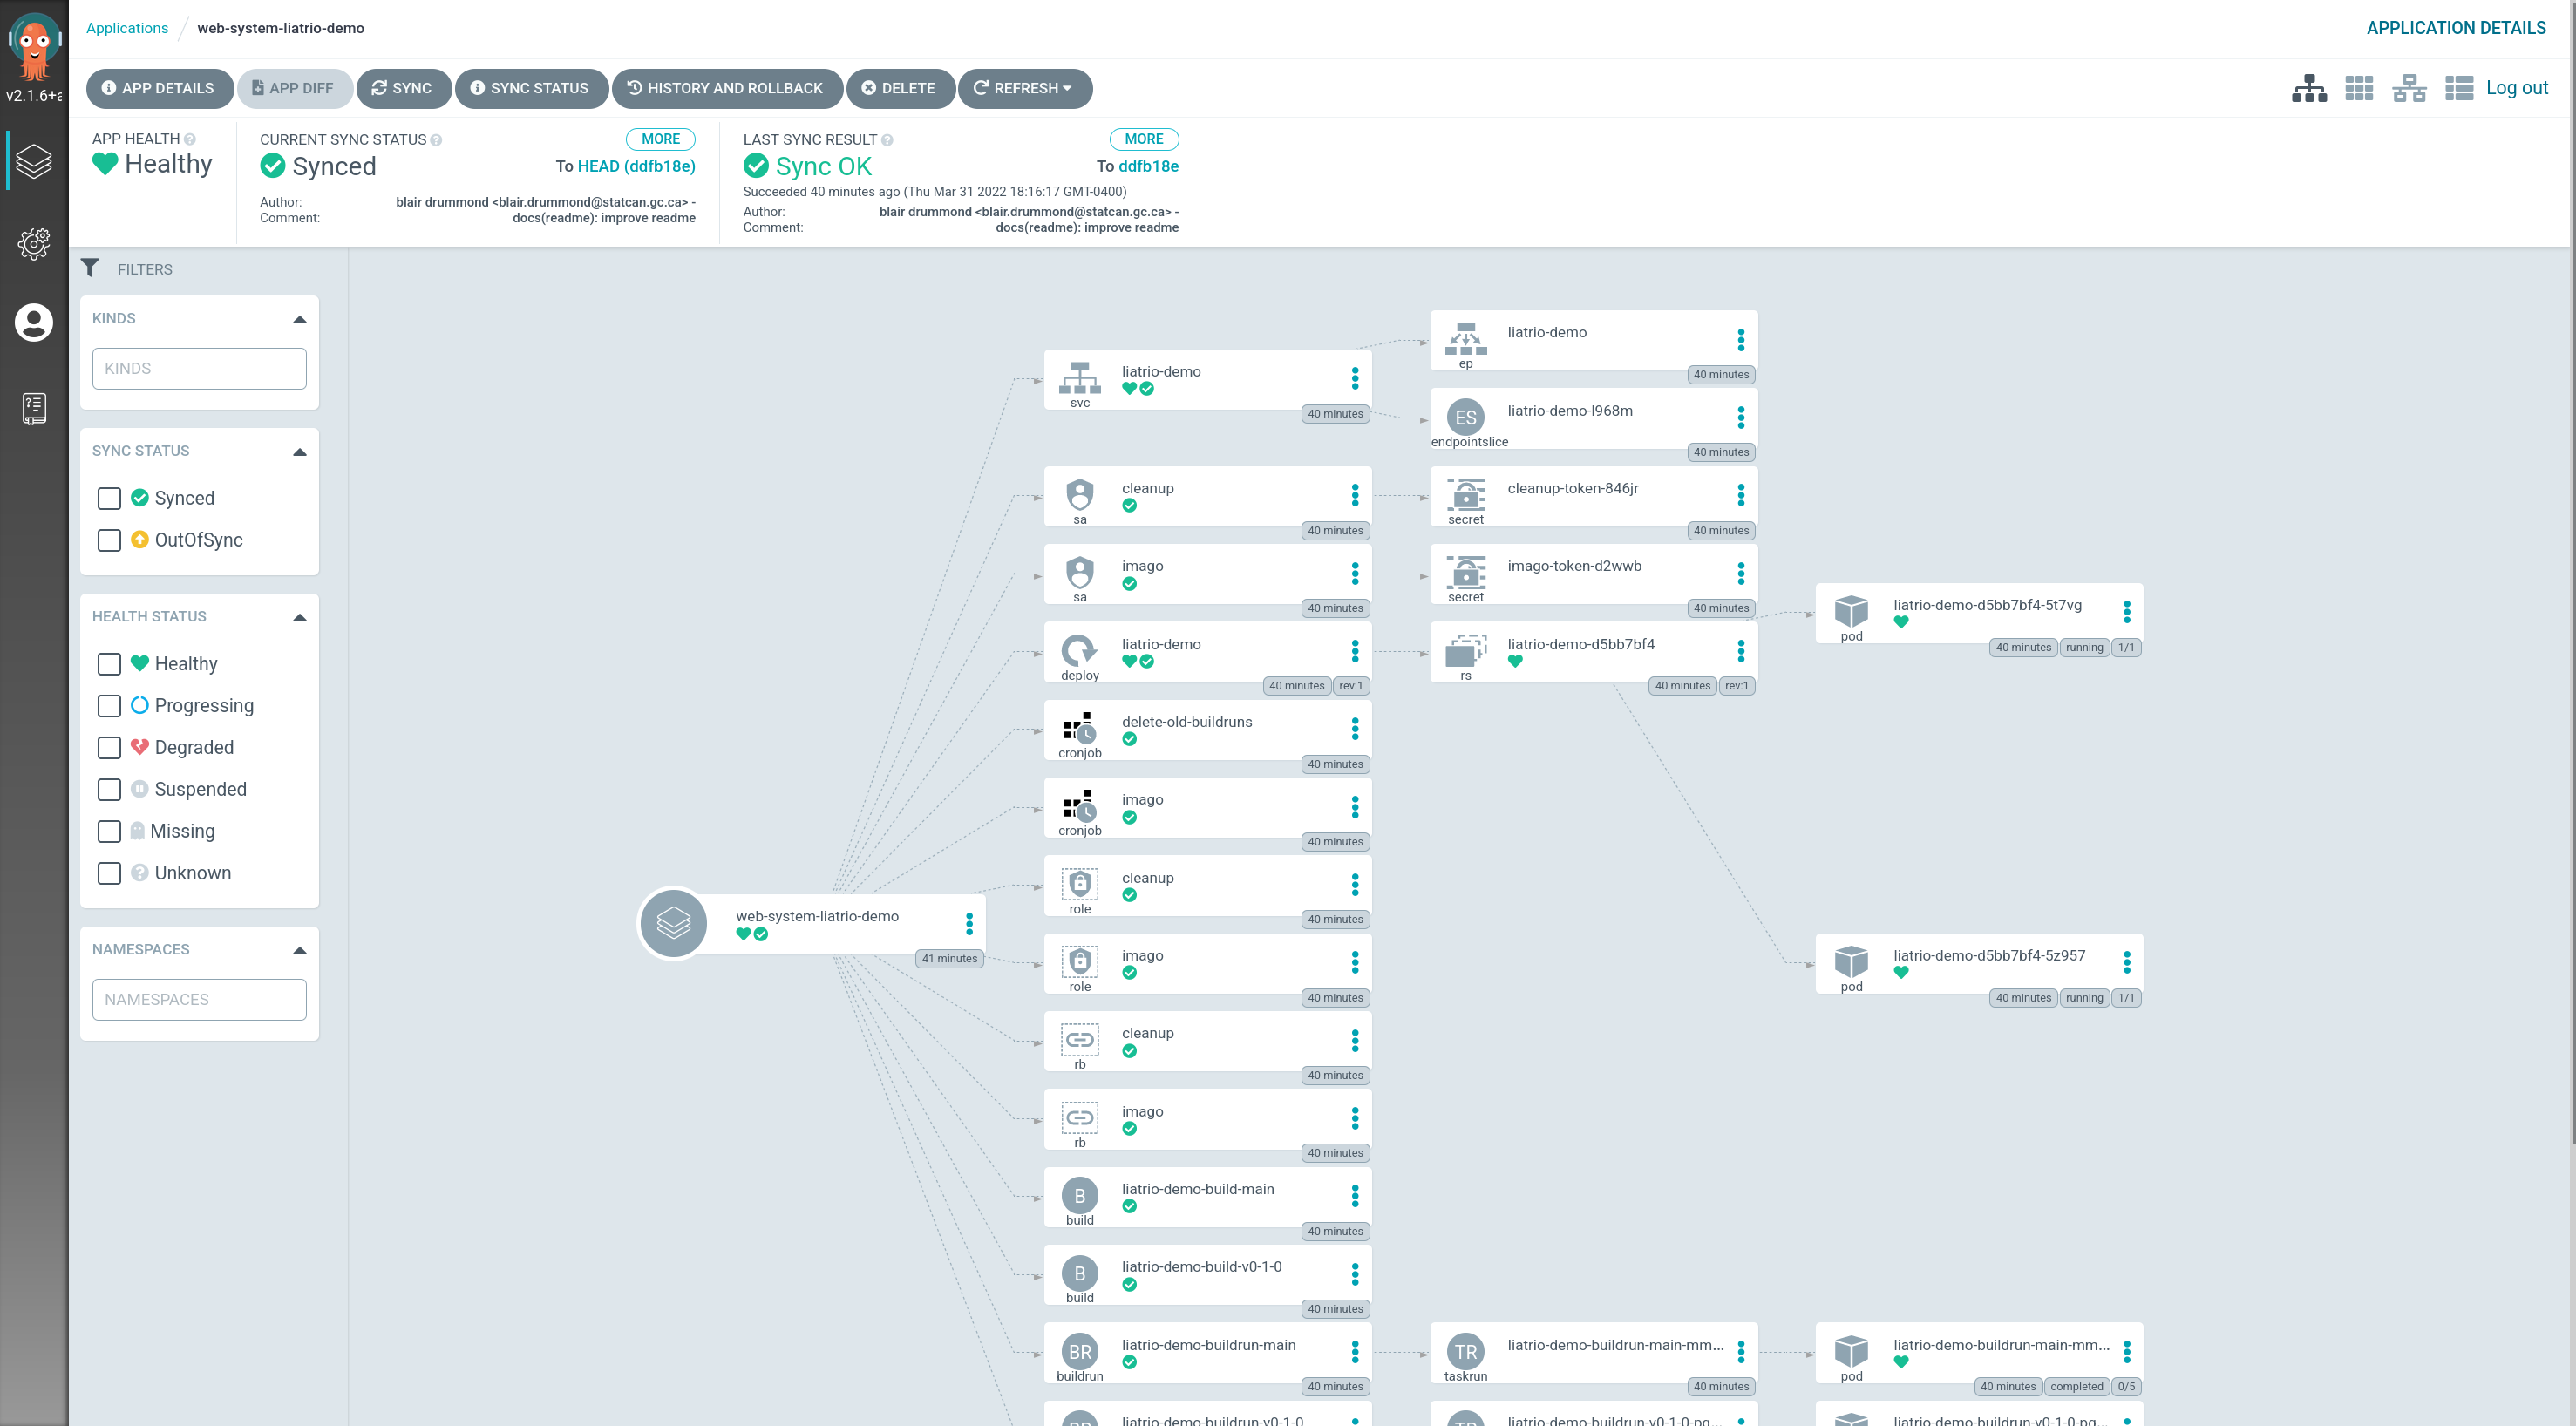 Applications / web-system-liatrio-demo
APPLICATION DETAILS
v2.1.6+a
APP DETAILS
APP DIFF
SYNC
SYNC STATUS
HISTORY AND ROLLBACK
DELETE
REFRESH
Log out
APP HEALTH
Healthy
CURRENT SYNC STATUS
MORE
Synced
To HEAD (ddfb18e)
Author: blair drummond <blair.drummond@statcan.gc.ca> -
Comment: docs(readme): improve readme
LAST SYNC RESULT
MORE
Sync OK
To ddfb18e
Succeeded 40 minutes ago (Thu Mar 31 2022 18:16:17 GMT-0400)
Author: blair drummond <blair.drummond@statcan.gc.ca> -
Comment: docs(readme): improve readme
FILTERS
KINDS
KINDS
SYNC STATUS
Synced
OutOfSync
HEALTH STATUS
Healthy
Progressing
Degraded
Suspended
Missing
Unknown
NAMESPACES
NAMESPACES
web-system-liatrio-demo
41 minutes
liatrio-demo
svc
40 minutes
cleanup
sa
40 minutes
imago
sa
40 minutes
liatrio-demo
deploy
40 minutes rev:1
delete-old-buildruns
cronjob
40 minutes
imago
cronjob
40 minutes
cleanup
role
40 minutes
imago
role
40 minutes
cleanup
rb
40 minutes
imago
rb
40 minutes
B
liatrio-demo-build-main
build
40 minutes
B
liatrio-demo-build-v0-1-0
build
40 minutes
BR
liatrio-demo-buildrun-main
buildrun
40 minutes
liatrio-demo-buildrun-v0-1-0
liatrio-demo
ep
40 minutes
ES
liatrio-demo-l968m
endpointslice
40 minutes
cleanup-token-846jr
secret
40 minutes
imago-token-d2wwb
secret
40 minutes
liatrio-demo-d5bb7bf4
rs
40 minutes rev:1
TR
liatrio-demo-buildrun-main-mm...
taskrun
40 minutes
liatrio-demo-buildrun-v0-1-0-pq...
liatrio-demo-d5bb7bf4-5t7vg
pod
40 minutes running 1/1
liatrio-demo-d5bb7bf4-5z957
pod
40 minutes running 1/1
liatrio-demo-buildrun-main-mm...
pod
40 minutes completed 0/5
liatrio-demo-buildrun-v0-1-0-pq...